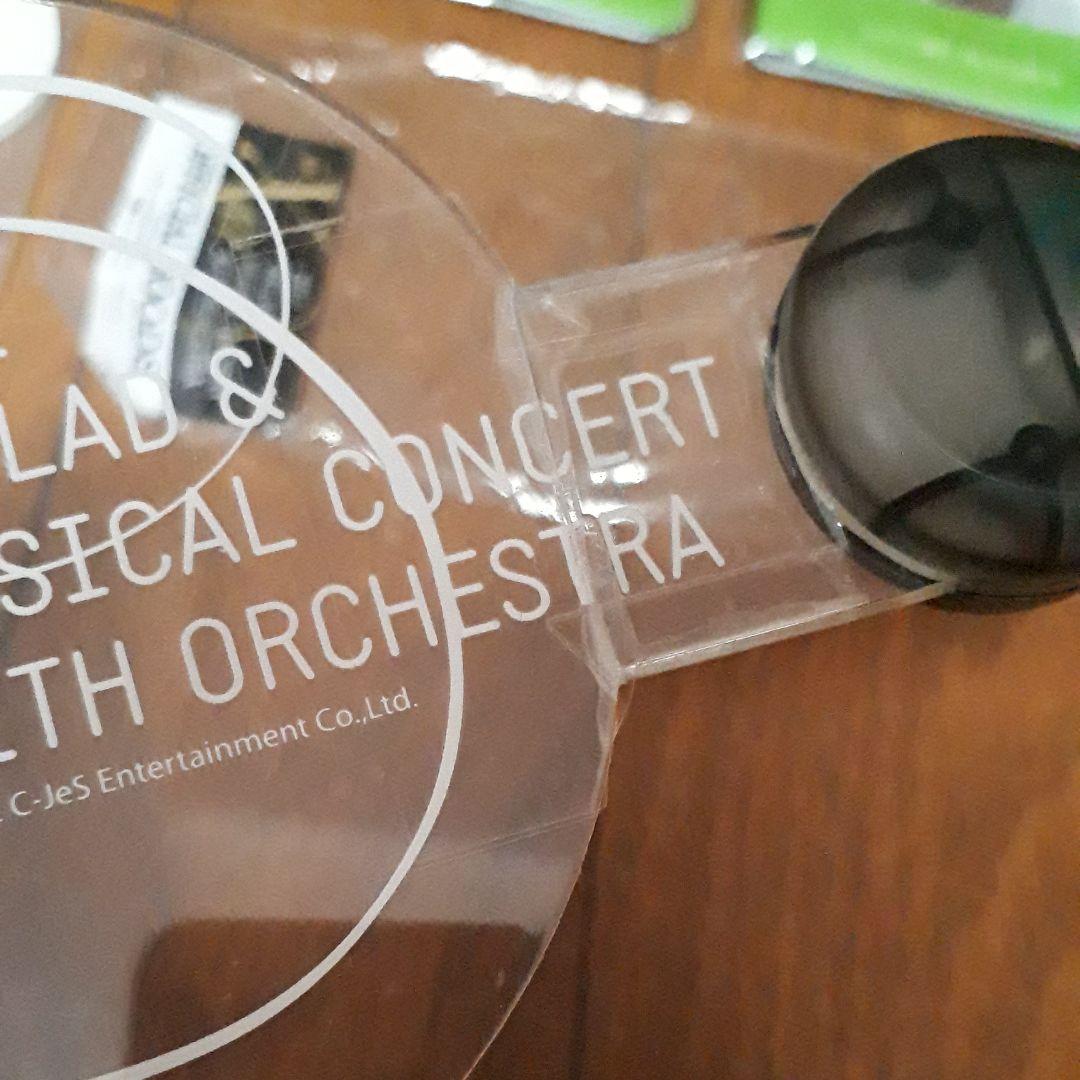 LAD &
SICAL CONCERT
TH ORCHESTRA
C-JeS Entertainment Co.,Ltd.